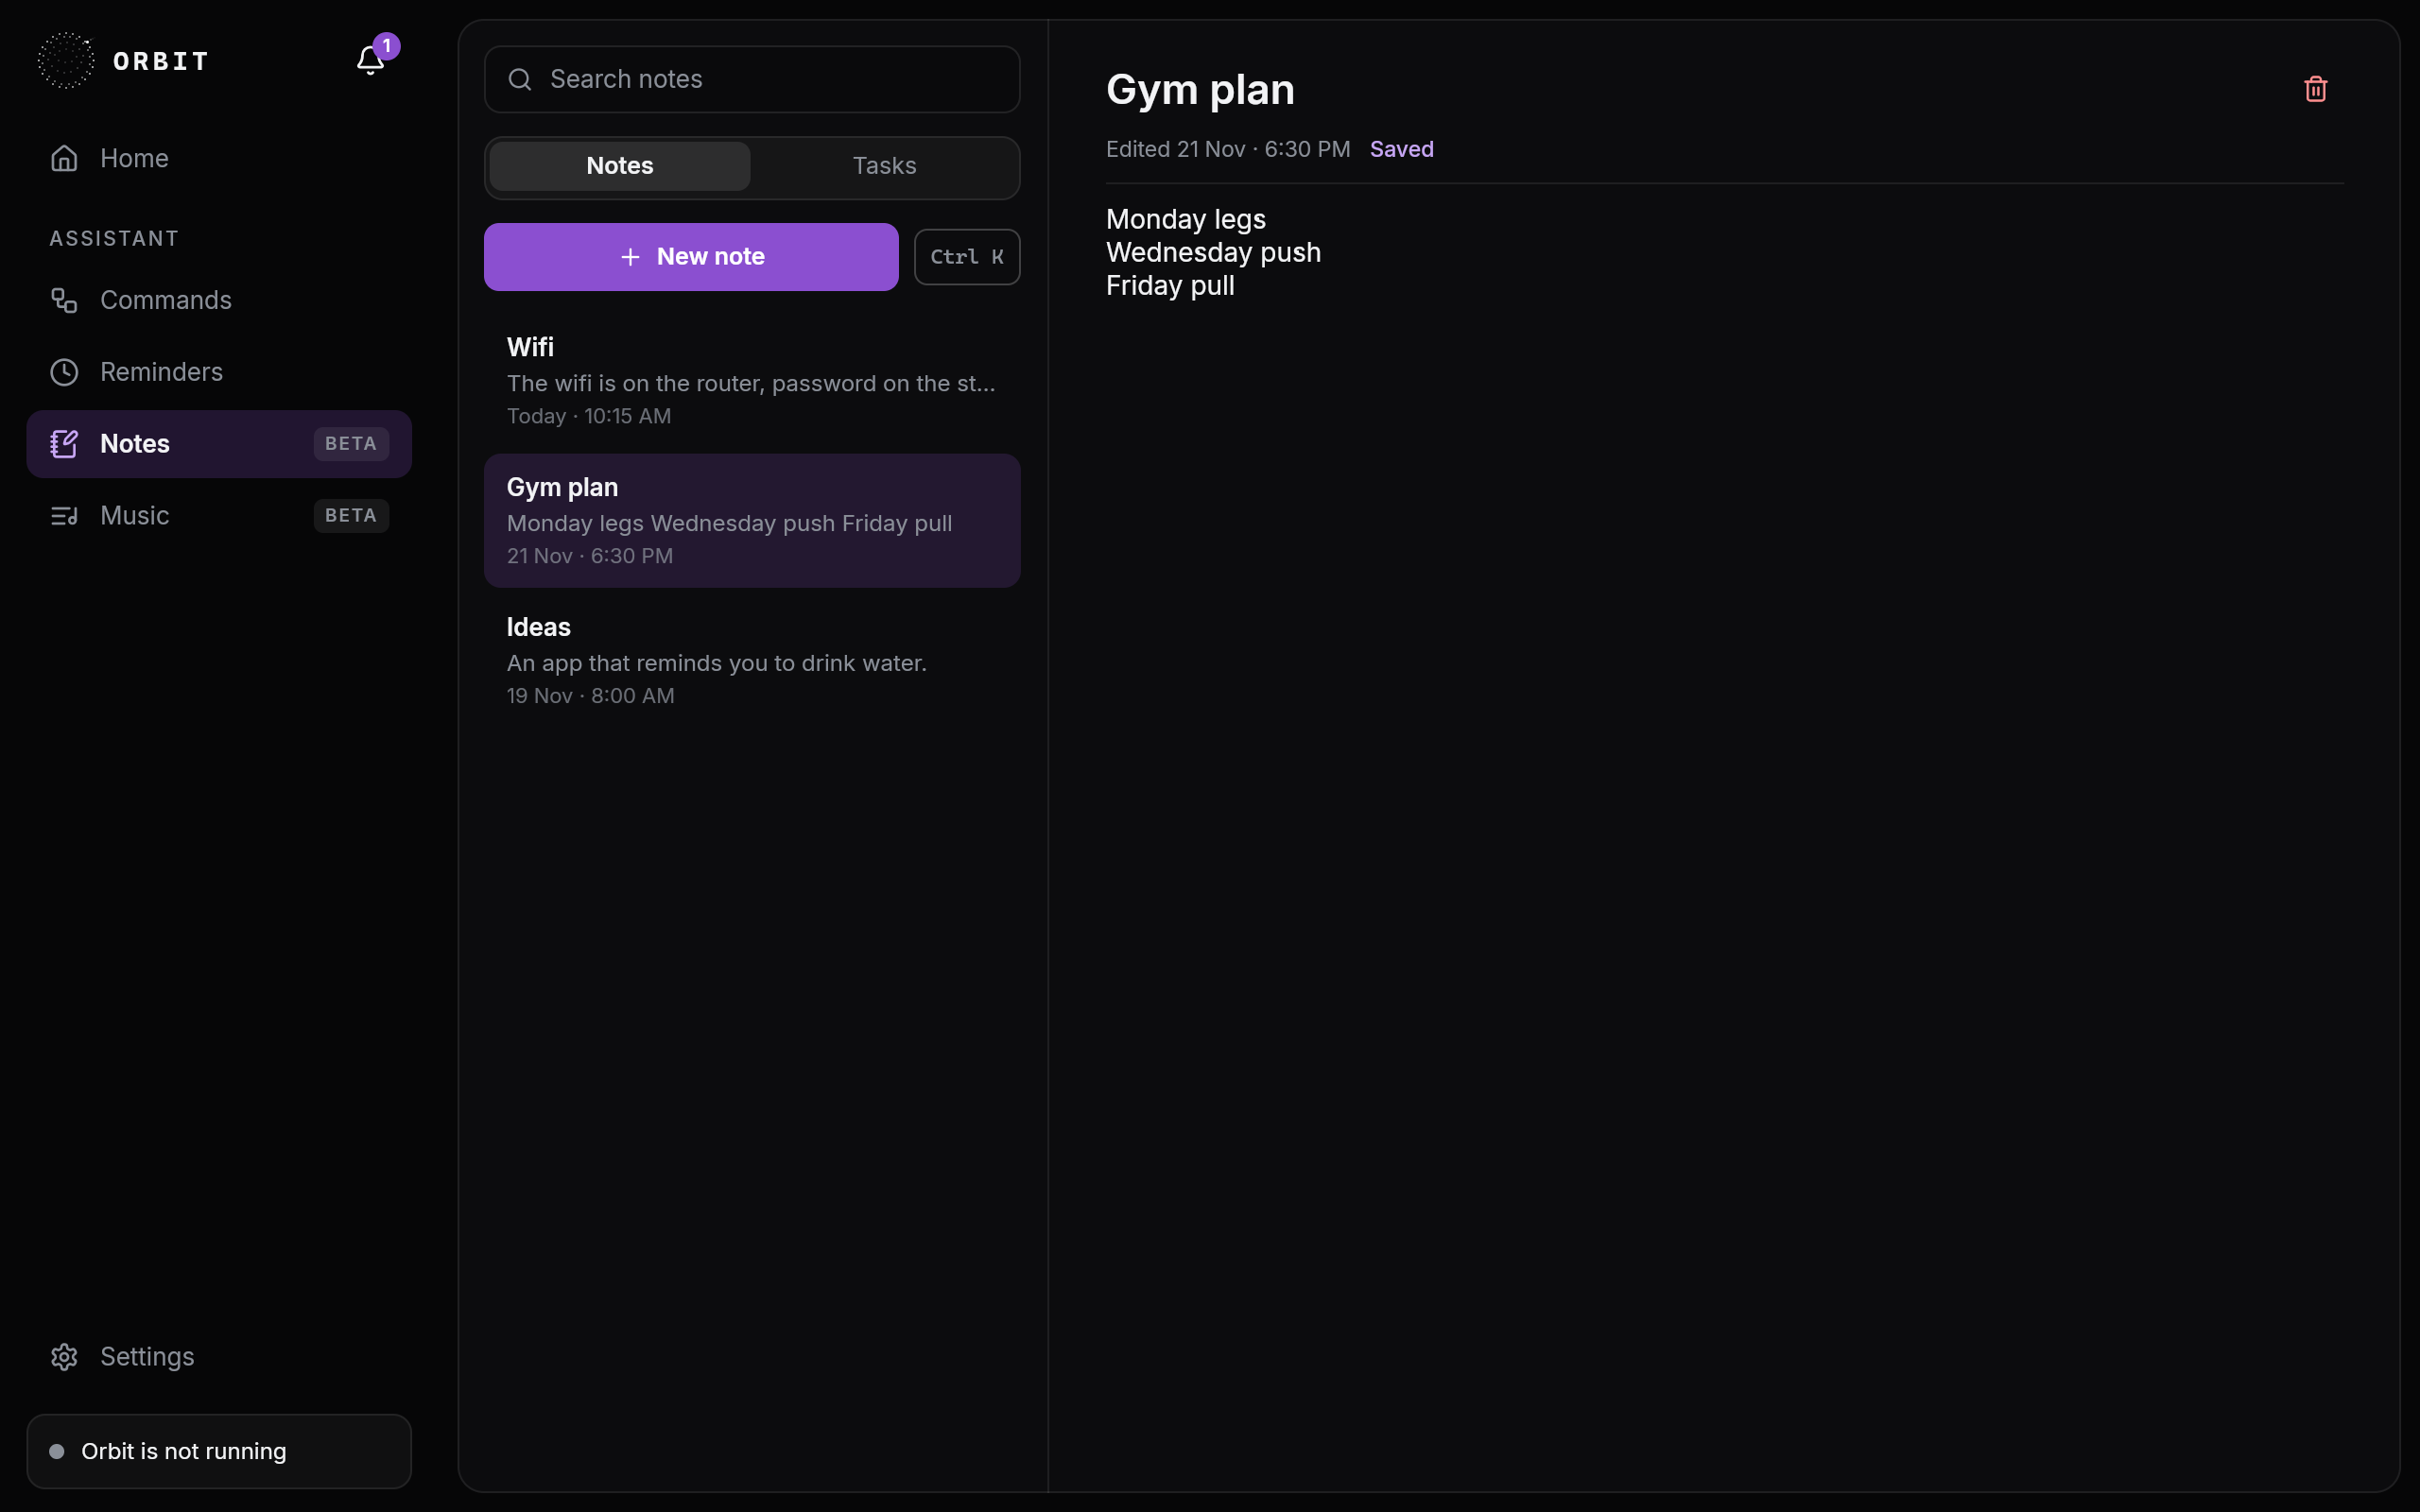 ORBIT
1
Home
ASSISTANT
Commands
Reminders
Notes BETA
Music BETA
Settings
Orbit is not running
Search notes
Notes Tasks
New note Ctrl K
Wifi
The wifi is on the router, password on the st...
Today · 10:15 AM
Gym plan
Monday legs Wednesday push Friday pull
21 Nov · 6:30 PM
Ideas
An app that reminds you to drink water.
19 Nov · 8:00 AM
Gym plan
Edited 21 Nov · 6:30 PM Saved
Monday legs
Wednesday push
Friday pull